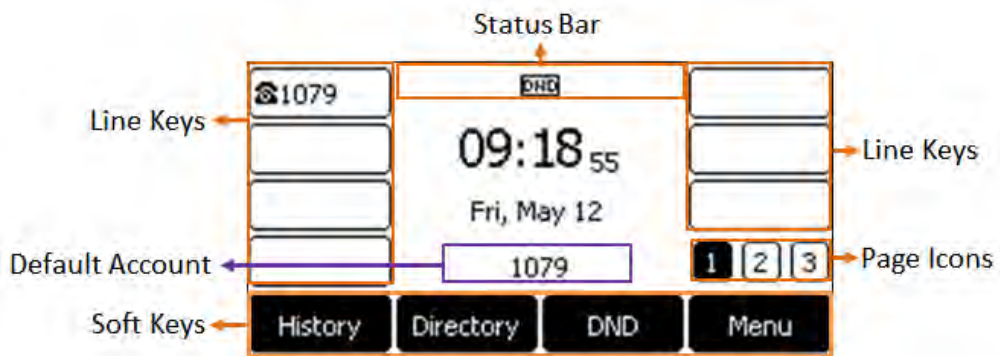 Status Bar
☎1079
DND
Line Keys
09:18 55
Line Keys
Fri, May 12
Default Account
1079
1 2 3
Page Icons
Soft Keys
History Directory DND Menu